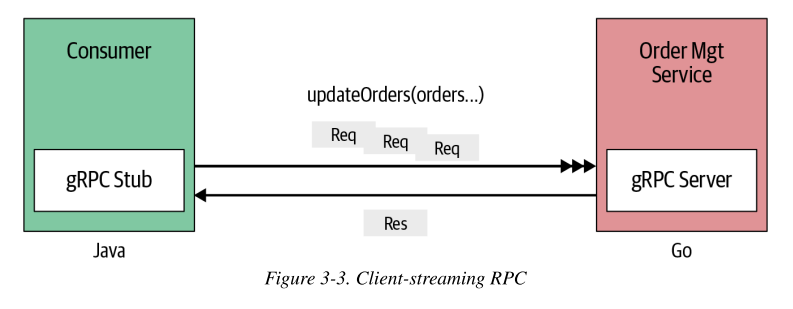 Consumer
Order Mgt
Service
updateOrders(orders...)
Req
Req
Req
gRPC Stub
gRPC Server
Res
Java
Go
Figure 3-3. Client-streaming RPC